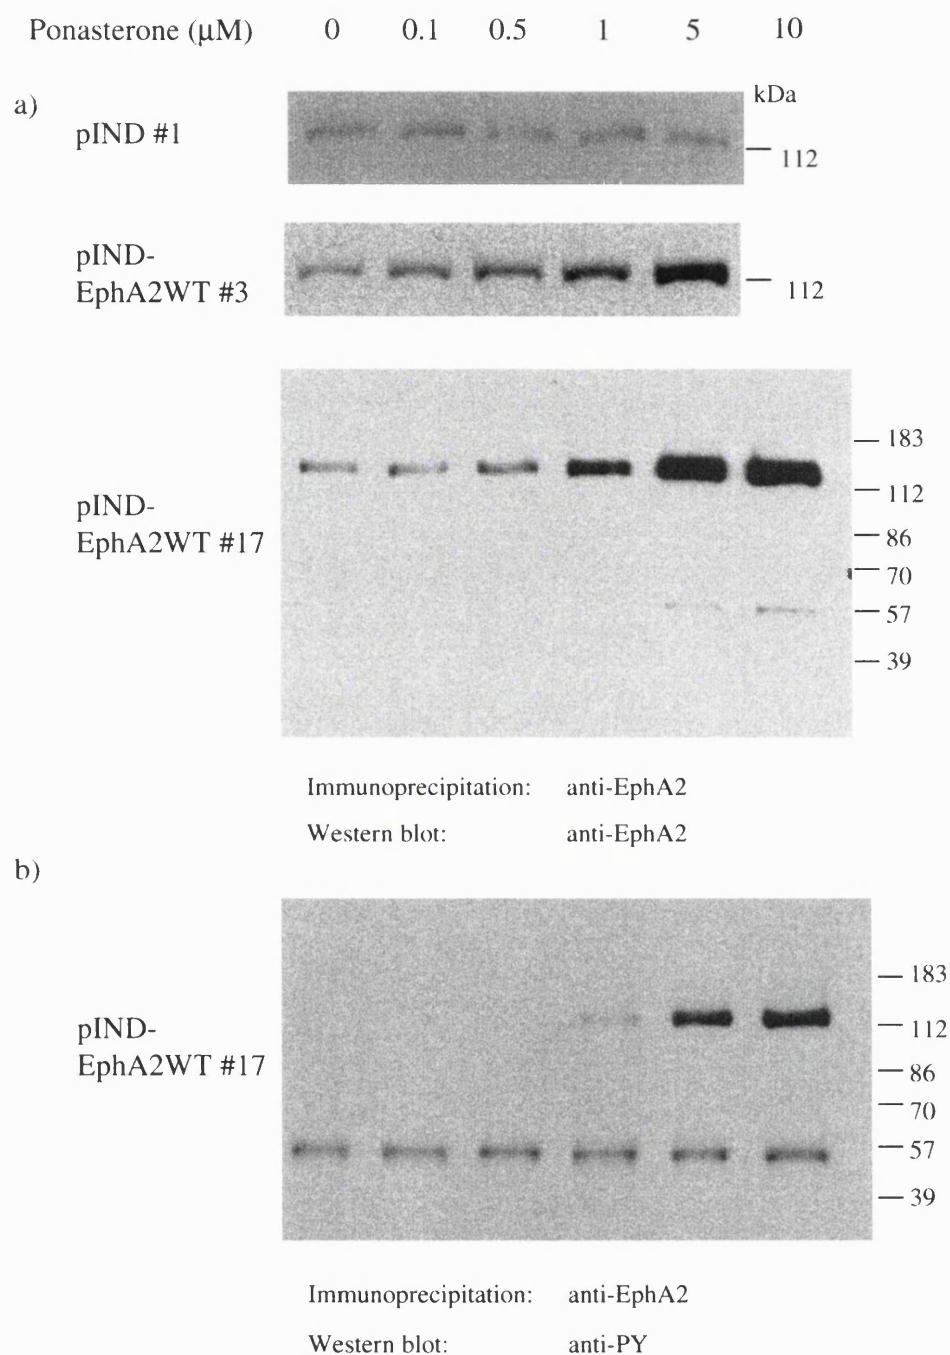 Ponasterone (µM) 0 0.1 0.5 1 5 10
a)
kDa
pIND #1
112
pIND-
EphA2WT #3
112
pIND-
EphA2WT #17
183
112
86
70
57
39
Immunoprecipitation: anti-EphA2
Western blot: anti-EphA2
b)
pIND-
EphA2WT #17
183
112
86
70
57
39
Immunoprecipitation: anti-EphA2
Western blot: anti-PY